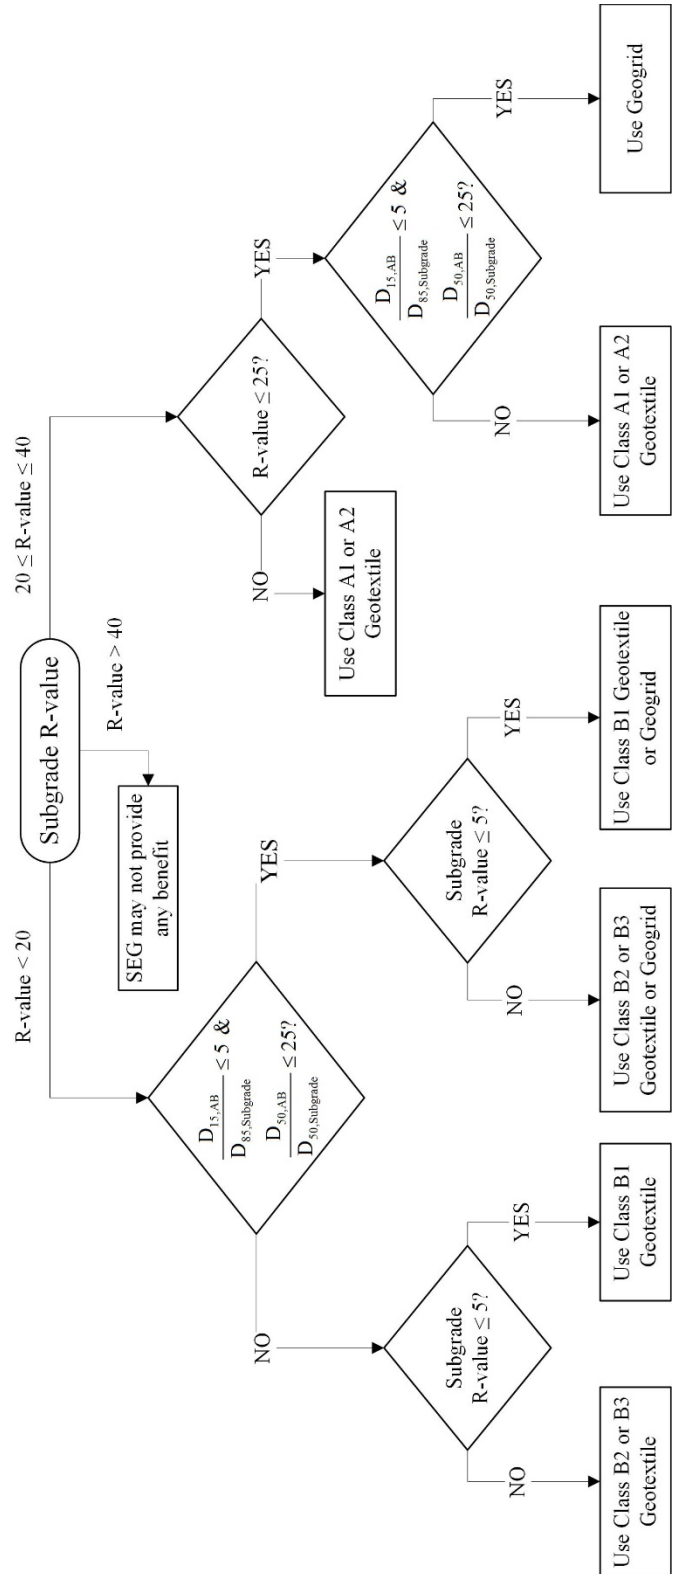 Subgrade R-value
R-value < 20
R-value > 40
20 ≤ R-value ≤ 40
SEG may not provide
any benefit
D15,AB / D85,Subgrade ≤ 5 &
D50,AB / D50,Subgrade ≤ 25?
NO
YES
Subgrade
R-value ≤ 5?
NO
YES
Use Class B2 or B3
Geotextile
Use Class B1
Geotextile
Subgrade
R-value ≤ 5?
NO
YES
Use Class B2 or B3
Geotextile or Geogrid
Use Class B1 Geotextile
or Geogrid
R-value ≤ 25?
NO
YES
Use Class A1 or A2
Geotextile
D15,AB / D85,Subgrade ≤ 5 &
D50,AB / D50,Subgrade ≤ 25?
NO
YES
Use Class A1 or A2
Geotextile
Use Geogrid